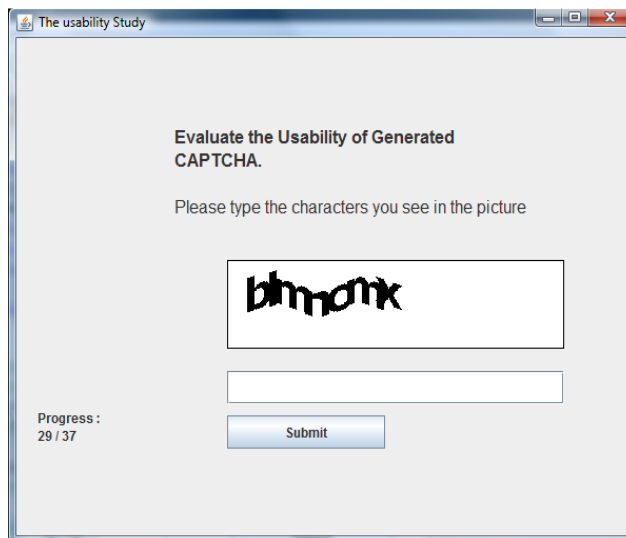 The usability Study
Evaluate the Usability of Generated
CAPTCHA.
Please type the characters you see in the picture
Progress :
29 / 37
Submit